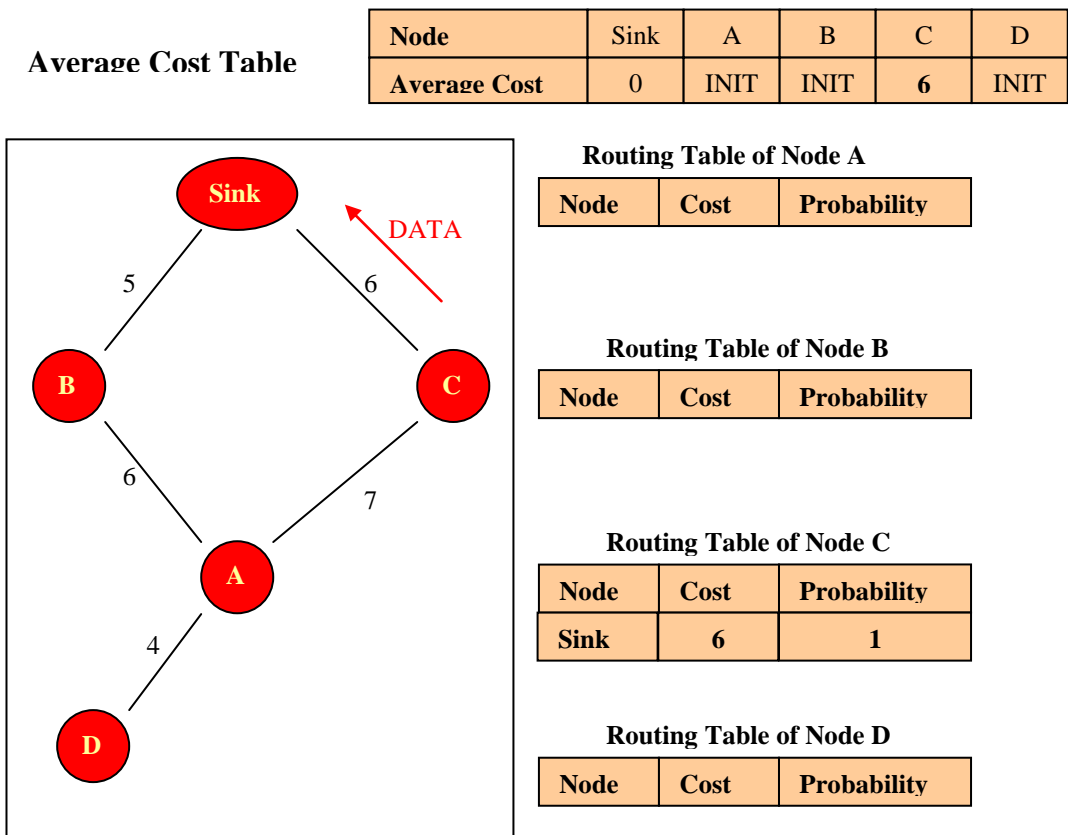 Average Cost Table
Node Sink A B C D
Average Cost 0 INIT INIT 6 INIT
Sink
DATA
5
6
B
C
6
7
A
4
D
Routing Table of Node A
Node Cost Probability
Routing Table of Node B
Node Cost Probability
Routing Table of Node C
Node Cost Probability
Sink 6 1
Routing Table of Node D
Node Cost Probability